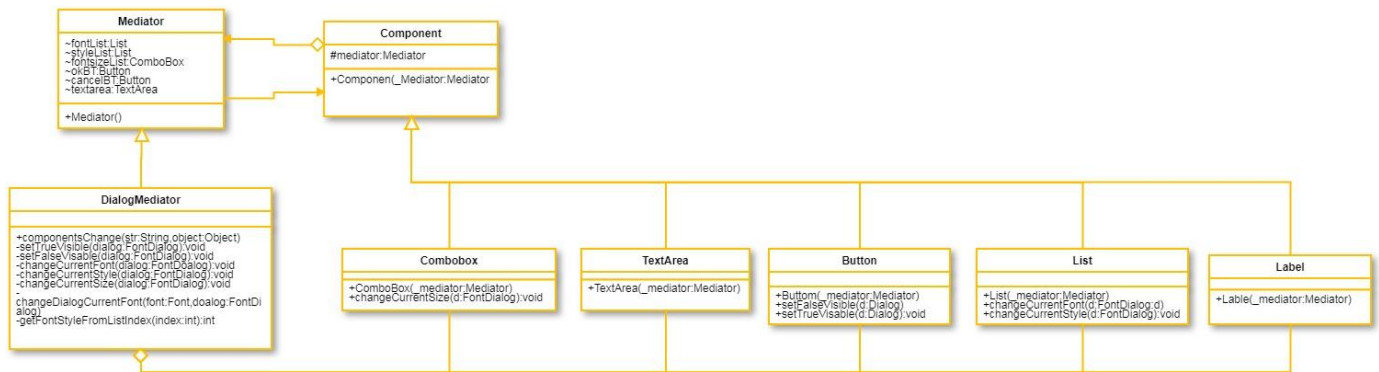 Mediator
~fontList:List
~styleList:List
~fontsizeList:ComboBox
~okBT:Button
~cancelBT:Button
~textarea:TextArea
+Mediator()
Component
#mediator:Mediator
+Componen(_Mediator:Mediator
DialogMediator
+componentsChange(str:String,object:Object)
-setTrueVisible(dialog:FontDialog):void
-setFalseVisable(dialog:FontDialog):void
-changeCurrentFont(dialog:FontDoalog):void
-changeCurrentStyle(dialog:FontDialog):void
-changeCurrentSize(dialog:FontDialog):void
-
changeDialogCurrentFont(font:Font,doalog:FontDi
alog)
-getFontStyleFromListIndex(index:int):int
Combobox
+ComboBox(_mediator:Mediator)
+changeCurrentSize(d:FontDialog):void
TextArea
+TextArea(_mediator:Mediator)
Button
+Buttom(_mediator:Mediator)
+setFalseVisible(d:Dialog)
+setTrueVisable(d:Dialog):void
List
+List(_mediator:Mediator)
+changeCurrentFont(d:FontDialog:d)
+changeCurrentStyle(d:FontDialog):void
Label
+Lable(_mediator:Mediator)